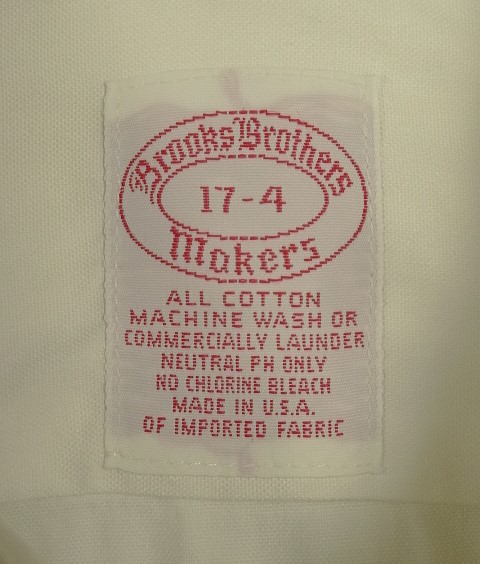 Brooks Brothers
17-4
Makers
ALL COTTON
MACHINE WASH OR
COMMERCIALLY LAUNDER
NEUTRAL PH ONLY
NO CHLORINE BLEACH
MADE IN U.S.A.
OF IMPORTED FABRIC